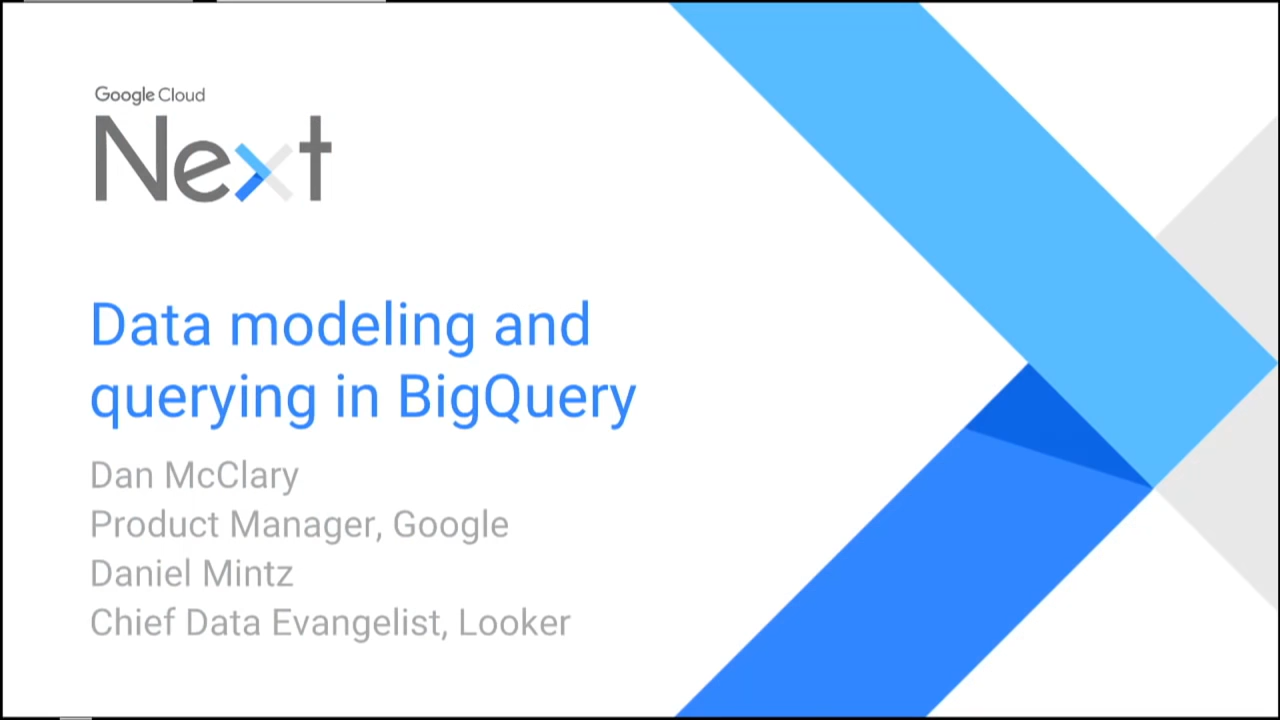 Google Cloud
Next
Data modeling and
querying in BigQuery
Dan McClary
Product Manager, Google
Daniel Mintz
Chief Data Evangelist, Looker